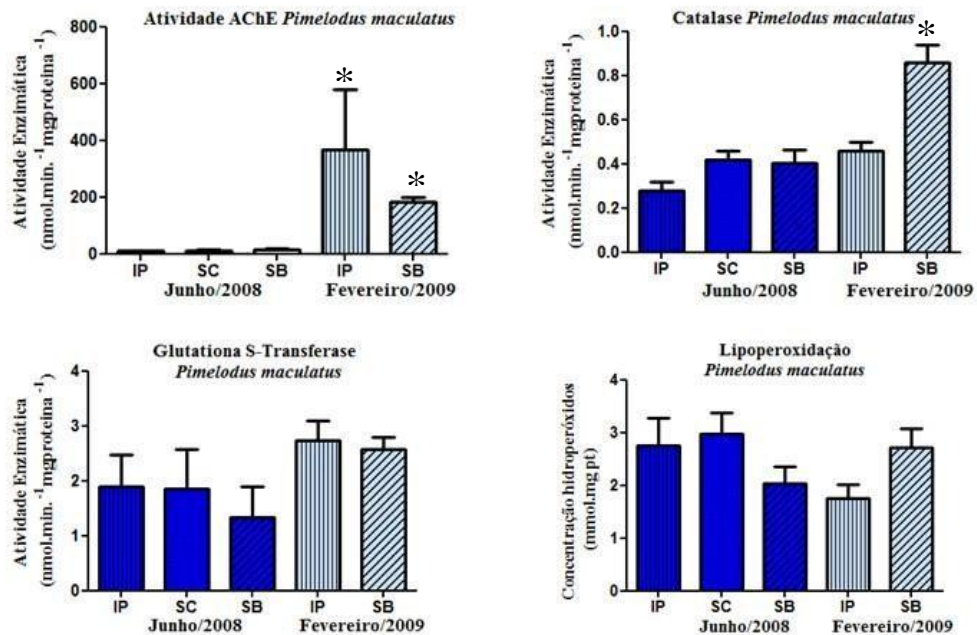 Atividade AChE Pimelodus maculatus
Atividade Enzimática
(nmol.min. -1 mgproteina -1)
800
600
400
200
0
*
*
IP SC SB IP SB
Junho/2008 Fevereiro/2009
Catalase Pimelodus maculatus
Atividade Enzimática
(nmol.min. -1 mgproteina -1)
1.0
0.8
0.6
0.4
0.2
0.0
*
IP SC SB IP SB
Junho/2008 Fevereiro/2009
Glutationa S-Transferase
Pimelodus maculatus
Atividade Enzimática
(nmol.min. -1 mgproteina -1)
4
3
2
1
0
IP SC SB IP SB
Junho/2008 Fevereiro/2009
Lipoperoxidação
Pimelodus maculatus
Concentração hidroperóxidos
(mmol.mg pt)
4
3
2
1
0
IP SC SB IP SB
Junho/2008 Fevereiro/2009